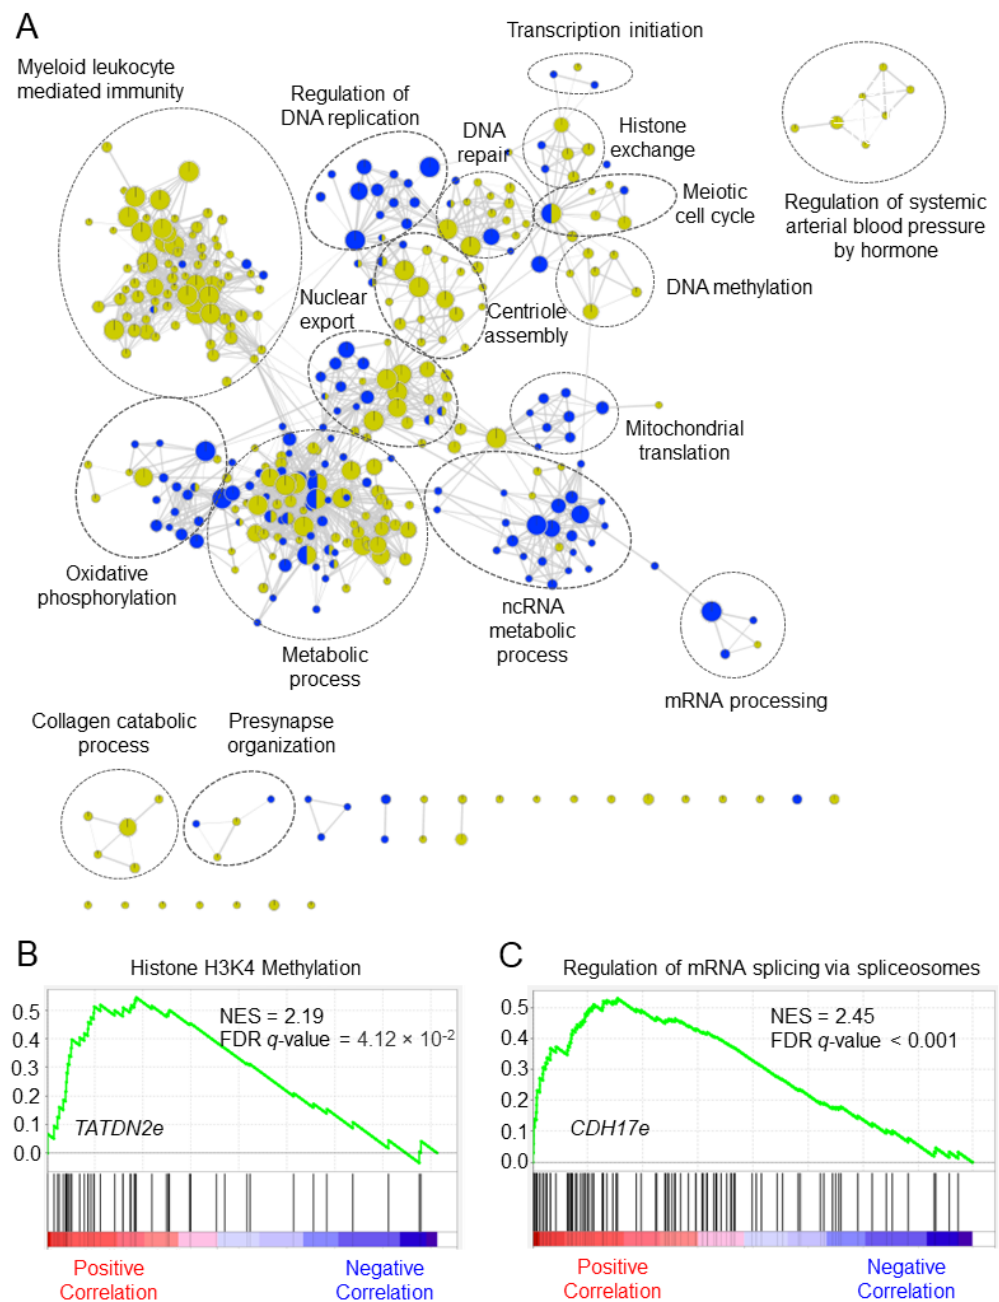 A
Transcription initiation
Myeloid leukocyte
mediated immunity
Regulation of
DNA replication
DNA
repair
Histone
exchange
Meiotic
cell cycle
Regulation of systemic
arterial blood pressure
by hormone
DNA methylation
Nuclear
export
Centriole
assembly
Mitochondrial
translation
Oxidative
phosphorylation
ncRNA
metabolic
process
Metabolic
process
mRNA processing
Collagen catabolic
process
Presynapse
organization
B
Histone H3K4 Methylation
0.5
0.4
0.3
0.2
0.1
0.0
NES = 2.19
FDR q-value = 4.12 × 10-2
TATDN2e
Positive
Correlation
Negative
Correlation
C
Regulation of mRNA splicing via spliceosomes
0.5
0.4
0.3
0.2
0.1
0.0
NES = 2.45
FDR q-value < 0.001
CDH17e
Positive
Correlation
Negative
Correlation